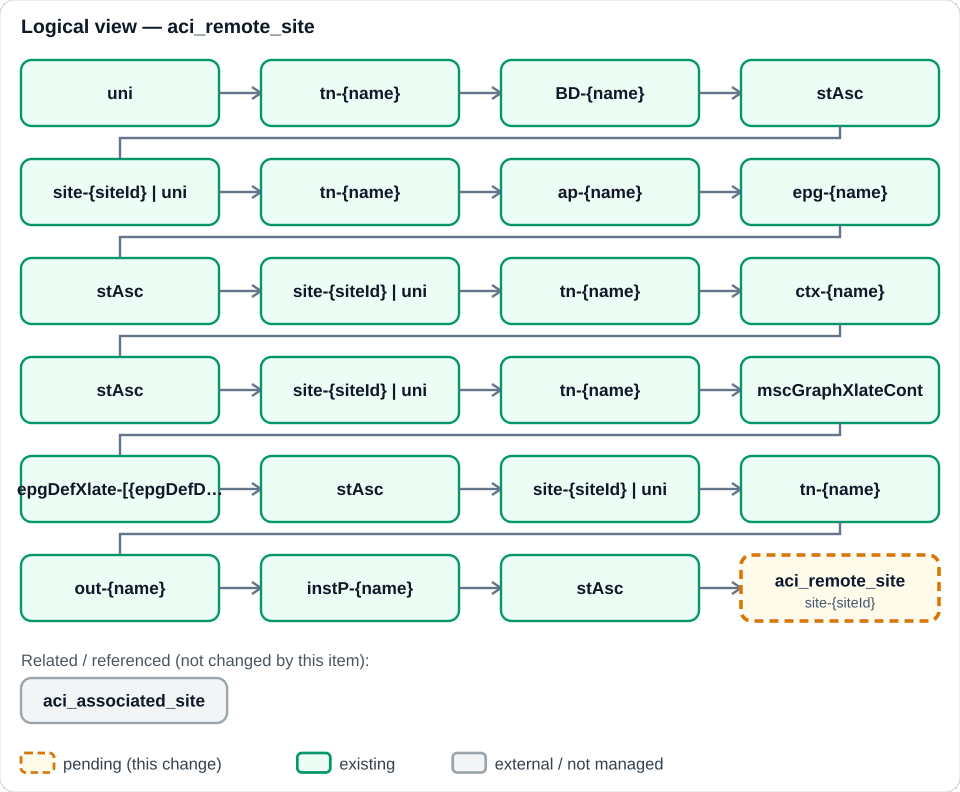 Logical view — aci_remote_site
uni
tn-{name}
BD-{name}
stAsc
site-{siteId} | uni
tn-{name}
ap-{name}
epg-{name}
stAsc
site-{siteId} | uni
tn-{name}
ctx-{name}
stAsc
site-{siteId} | uni
tn-{name}
mscGraphXlateCont
epgDefXlate-[{epgDefD…
stAsc
site-{siteId} | uni
tn-{name}
out-{name}
instP-{name}
stAsc
aci_remote_site
site-{siteId}
Related / referenced (not changed by this item):
aci_associated_site
pending (this change)
existing
external / not managed